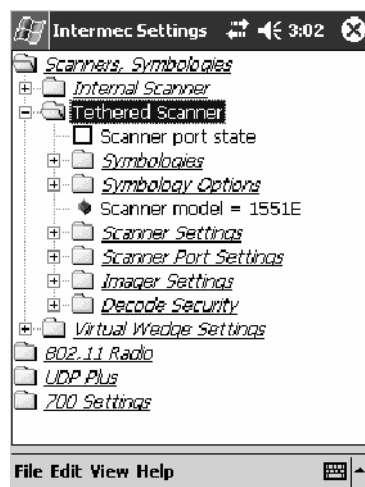 Intermec Settings 3:02
Scanners, Symbologies
Internal Scanner
Tethered Scanner
Scanner port state
Symbologies
Symbology Options
Scanner model = 1551E
Scanner Settings
Scanner Port Settings
Imager Settings
Decode Security
Virtual Wedge Settings
802.11 Radio
UDP Plus
700 Settings
File Edit View Help